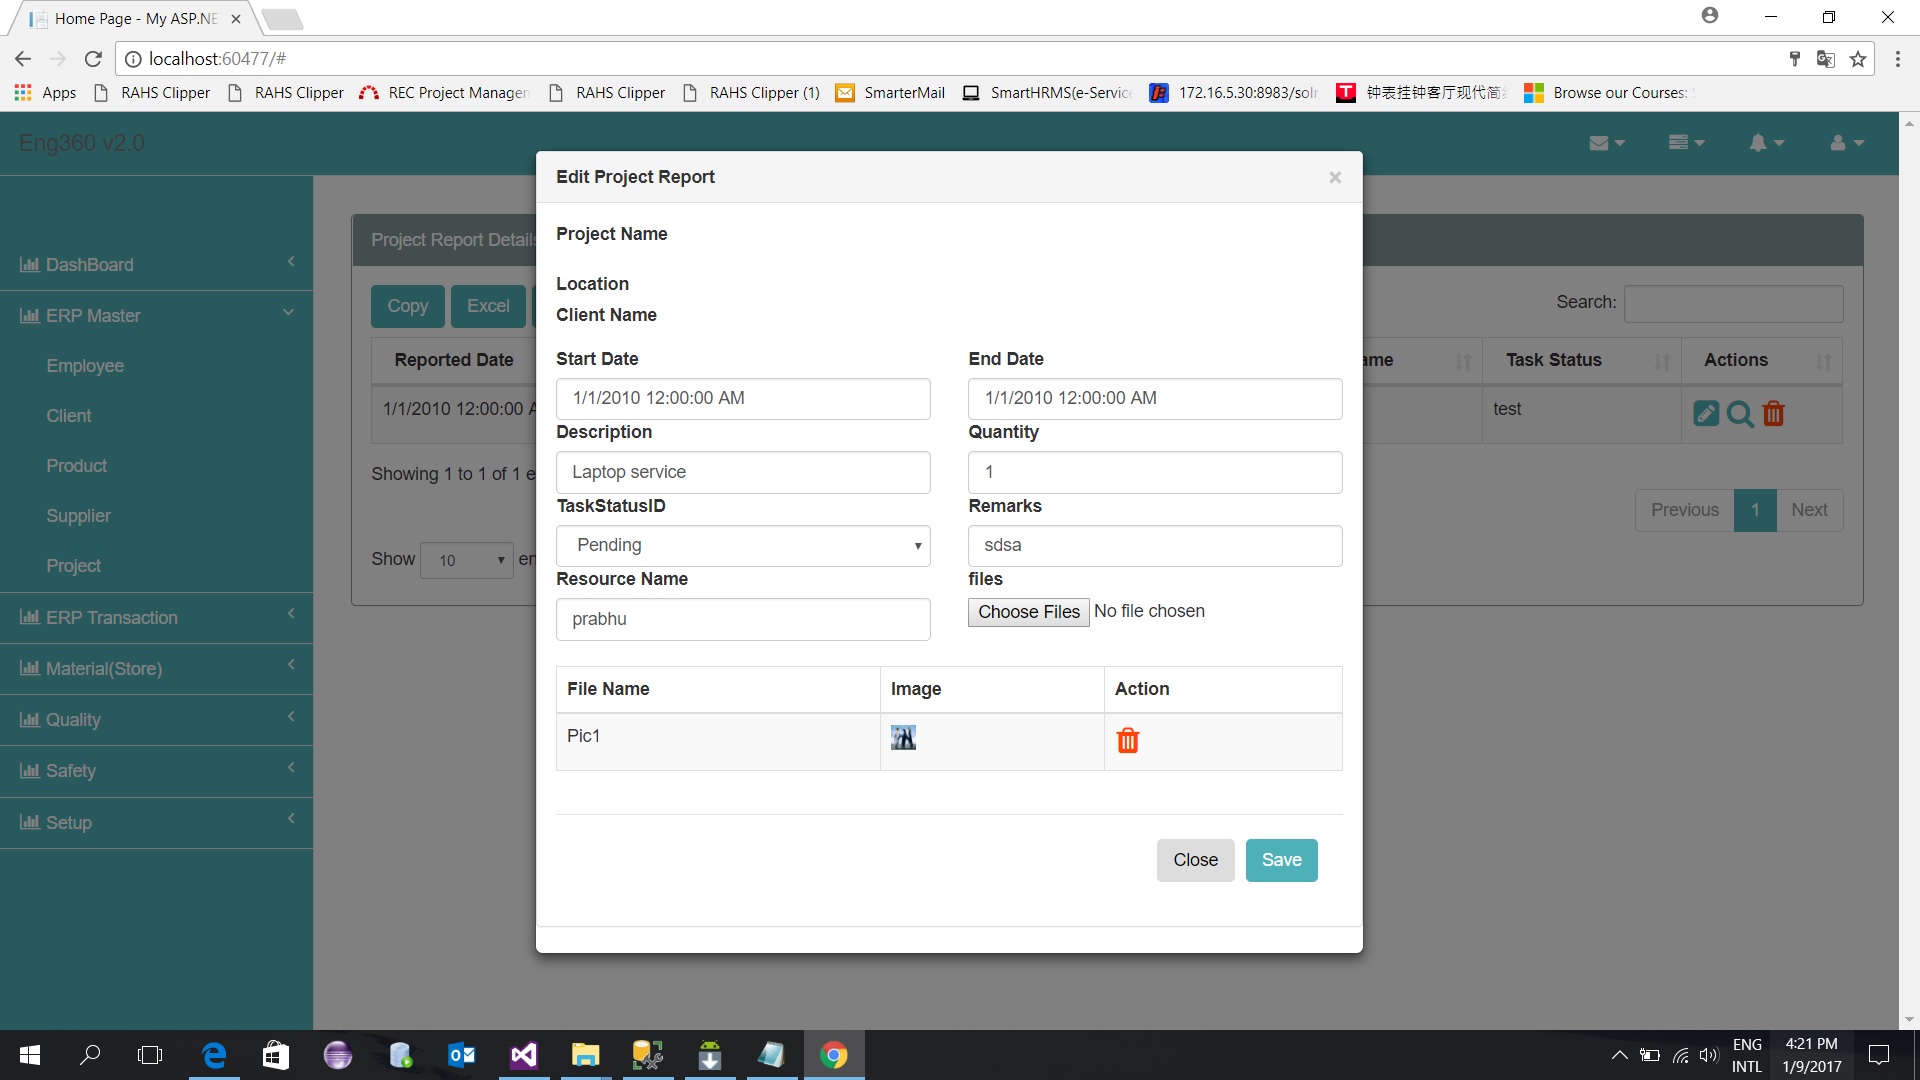 Home Page - My ASP.NE
localhost:60477/#
Apps RAHS Clipper RAHS Clipper REC Project Manager RAHS Clipper RAHS Clipper (1) SmarterMail SmartHRMS(e-Service 172.16.5.30:8983/solr 钟表挂钟客厅现代简 Browse our Courses:
Eng360 v2.0
DashBoard
ERP Master
Employee
Client
Product
Supplier
Project
ERP Transaction
Material(Store)
Quality
Safety
Setup
Project Report Details
Copy Excel
Search:
Reported Date ame Task Status Actions
1/1/2010 12:00:00 A test
Showing 1 to 1 of 1 e
Previous 1 Next
Show 10 en
Edit Project Report ×
Project Name
Location
Client Name
Start Date End Date
1/1/2010 12:00:00 AM 1/1/2010 12:00:00 AM
Description Quantity
Laptop service 1
TaskStatusID Remarks
Pending sdsa
Resource Name files
prabhu Choose Files No file chosen
File Name Image Action
Pic1
Close Save
ENG
INTL
4:21 PM
1/9/2017